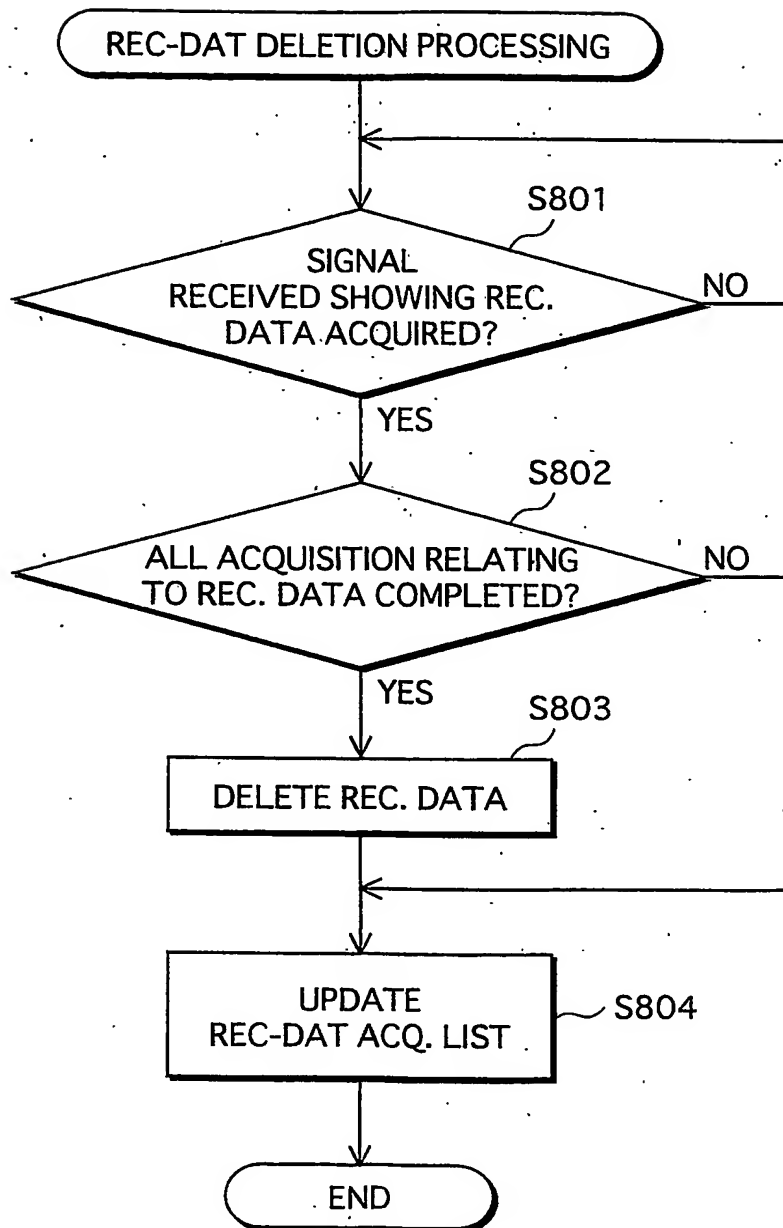 REC-DAT DELETION PROCESSING
S801
SIGNAL
RECEIVED SHOWING REC.
DATA ACQUIRED?
NO
YES
S802
ALL ACQUISITION RELATING
TO REC. DATA COMPLETED?
NO
YES
S803
DELETE REC. DATA
UPDATE
REC-DAT ACQ. LIST
S804
END